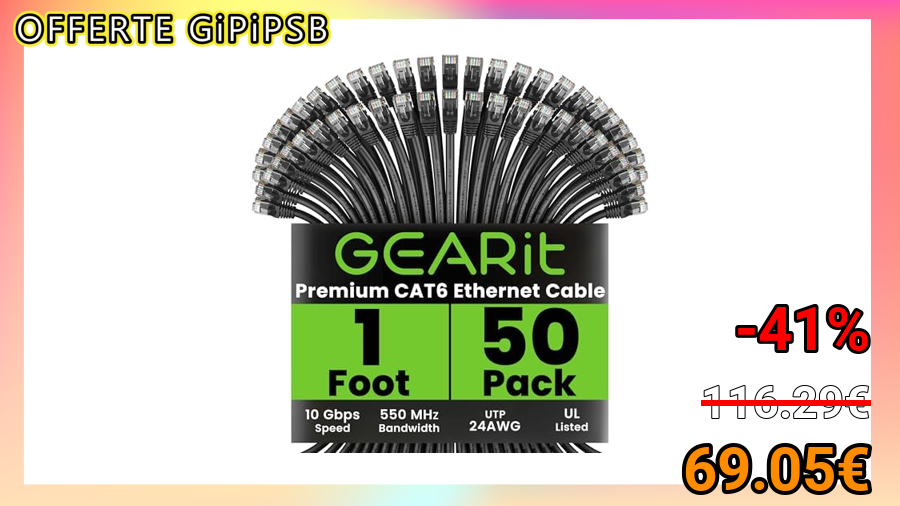 OFFERTE GiPiPSB
GEARit
Premium CAT6 Ethernet Cable
1
Foot
50
Pack
10 Gbps
Speed
550 MHz
Bandwidth
UTP
24AWG
UL
Listed
-41%
116.29€
69.05€